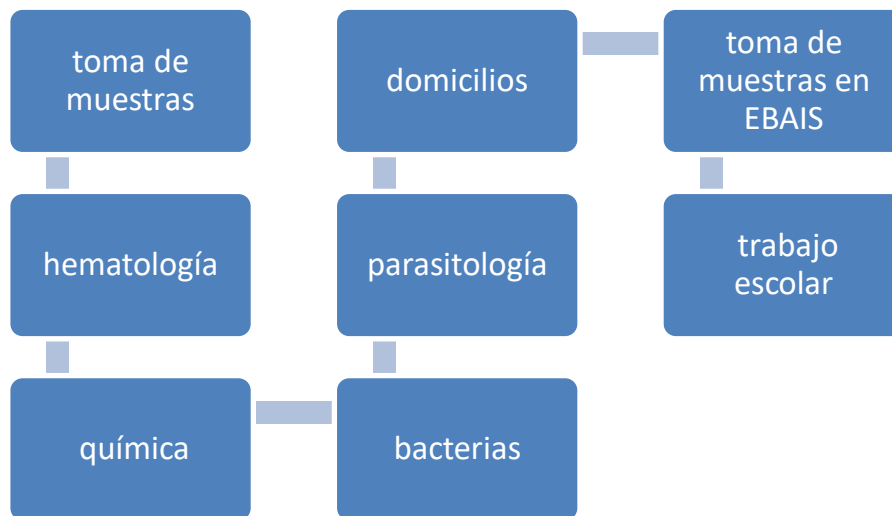 toma de
muestras
hematología
química
bacterias
parasitología
domicilios
toma de
muestras en
EBAIS
trabajo
escolar